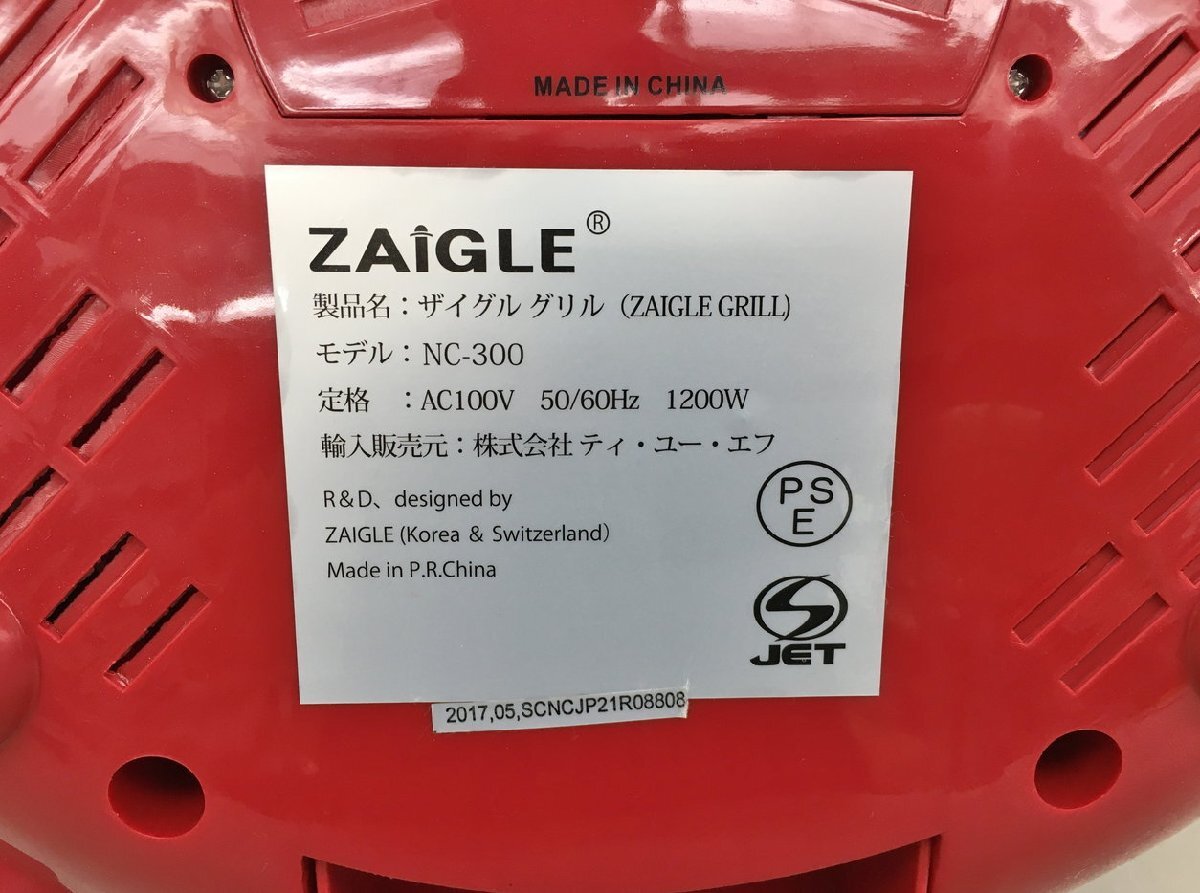 MADE IN CHINA
ZAIGLE®
製品名：ザイグル グリル（ZAIGLE GRILL)
モデル：NC-300
定格　：AC100V　50/60Hz　1200W
輸入販売元：株式会社 ティ・ユー・エフ
R&D、designed by
ZAIGLE (Korea & Switzerland）
Made in P.R.China
PS
E
S
JET
2017,05,SCNCJP21R08808